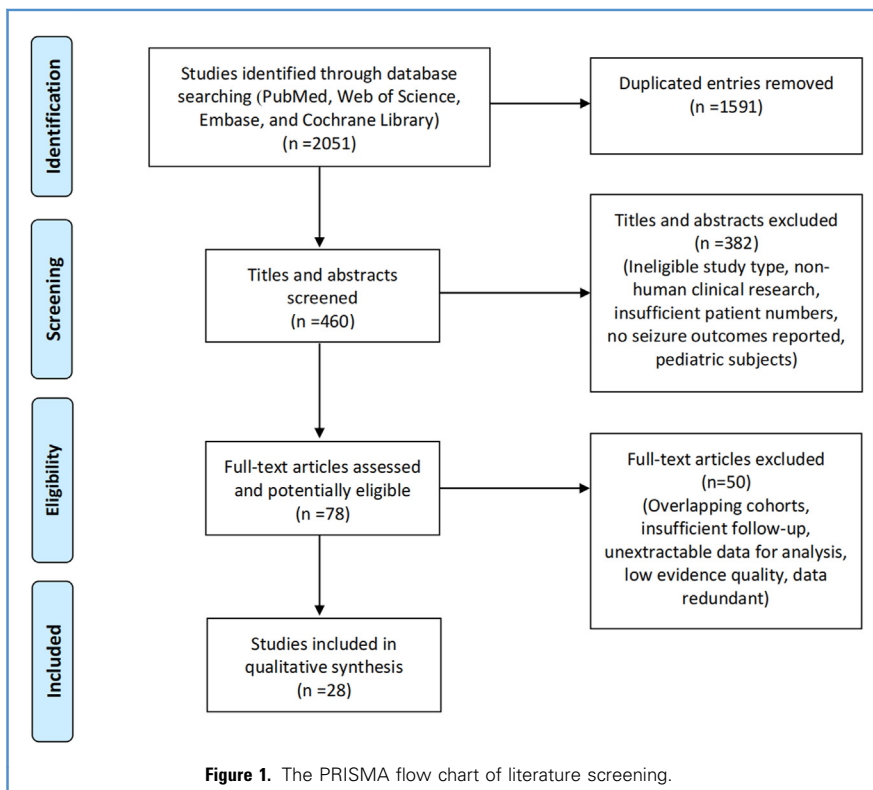 Identification
Studies identified through database
searching (PubMed, Web of Science,
Embase, and Cochrane Library)
(n =2051)
Duplicated entries removed
(n =1591)
Screening
Titles and abstracts
screened
(n =460)
Titles and abstracts excluded
(n =382)
(Ineligible study type, non-
human clinical research,
insufficient patient numbers,
no seizure outcomes reported,
pediatric subjects)
Eligibility
Full-text articles assessed
and potentially eligible
(n =78)
Full-text articles excluded
(n=50)
(Overlapping cohorts,
insufficient follow-up,
unextractable data for analysis,
low evidence quality, data
redundant)
Included
Studies included in
qualitative synthesis
(n =28)
Figure 1. The PRISMA flow chart of literature screening.